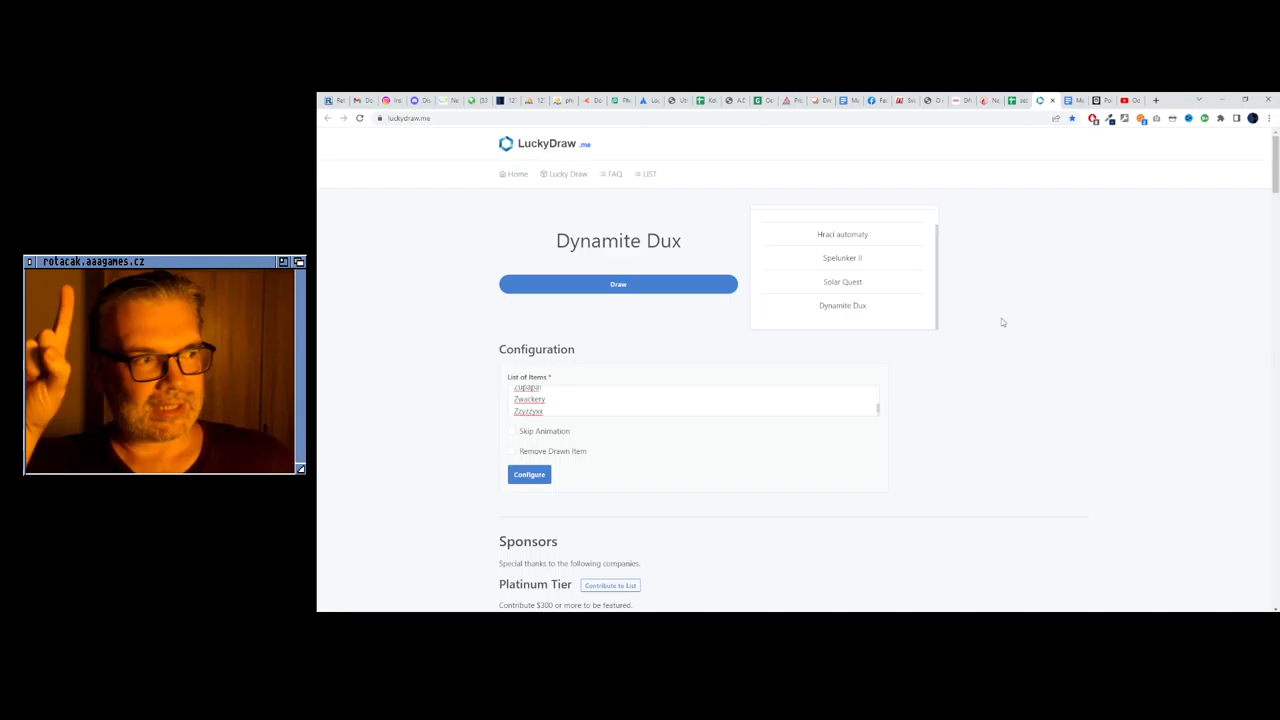 rotacak.aaagames.cz
luckydraw.me
LuckyDraw .me
Home
Lucky Draw
FAQ
LIST
Dynamite Dux
Draw
Hrací automaty
Spelunker II
Solar Quest
Dynamite Dux
Configuration
List of Items *
Zupapa!
Zwackery
Zzyzzyxx
Skip Animation
Remove Drawn Item
Configure
Sponsors
Special thanks to the following companies.
Platinum Tier
Contribute to List
Contribute $300 or more to be featured.